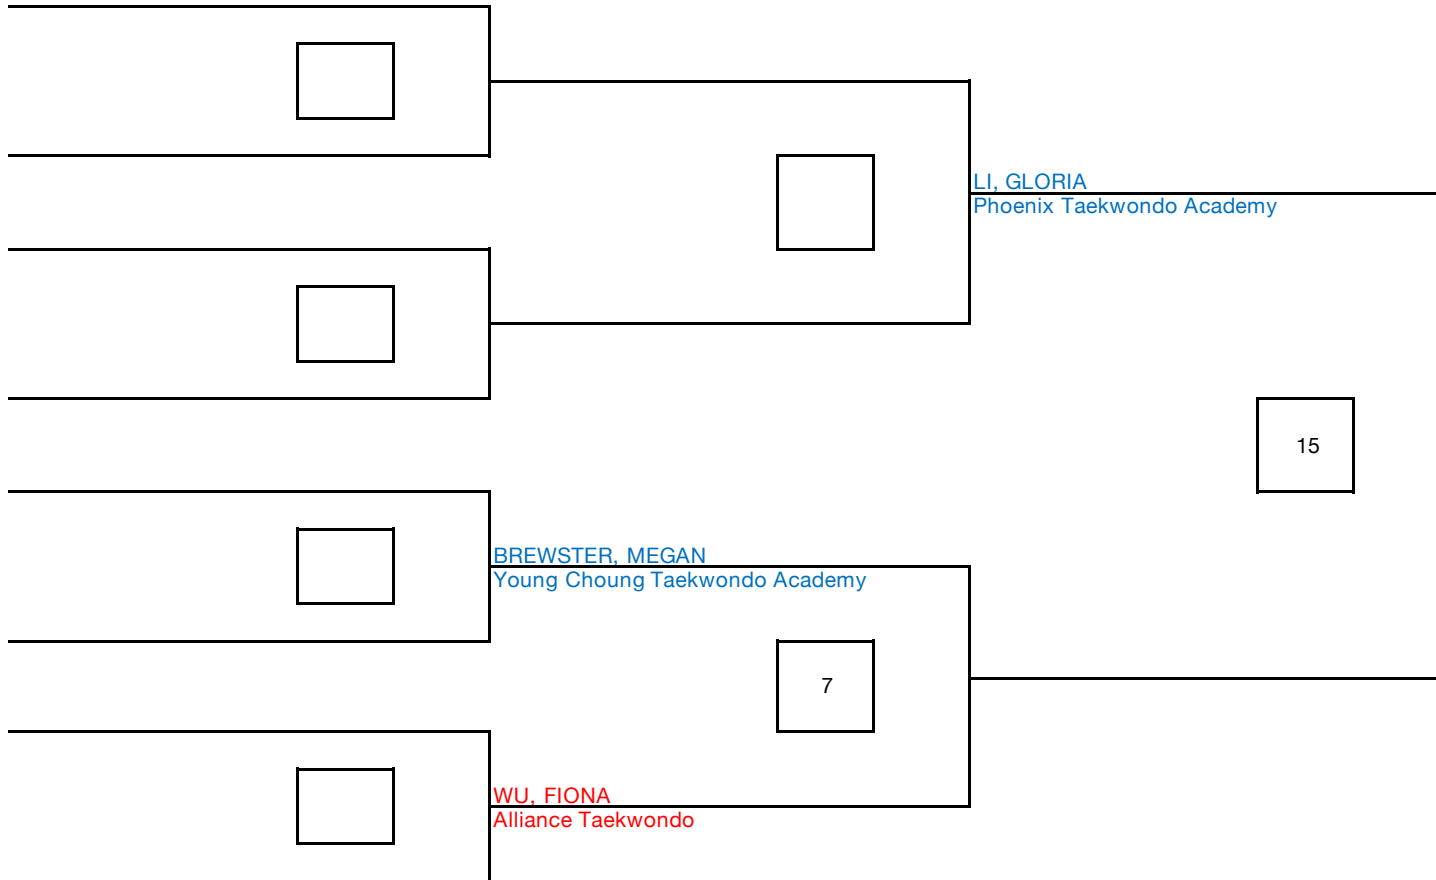 LI, GLORIA
Phoenix Taekwondo Academy
15
BREWSTER, MEGAN
Young Choung Taekwondo Academy
7
WU, FIONA
Alliance Taekwondo